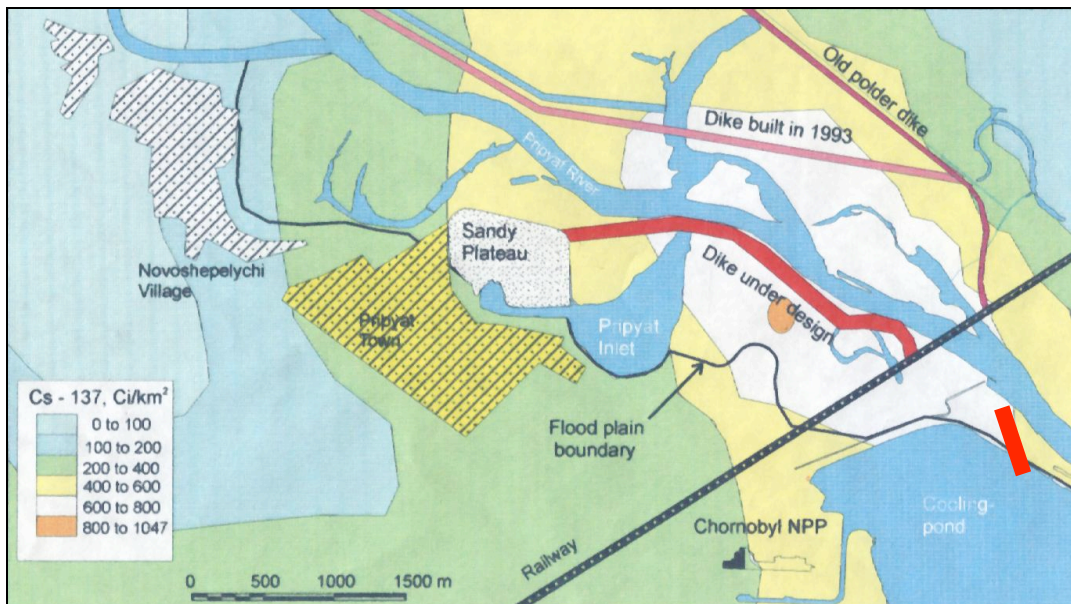 Old polder dike
Dike built in 1993
Pripyat River
Sandy
Plateau
Novoshepelychi
Village
Pripyat
Town
Dike under design
Pripyat
Inlet
Cs - 137, Ci/km²
0 to 100
100 to 200
200 to 400
400 to 600
600 to 800
800 to 1047
Flood plain
boundary
Cooling-
pond
Chornobyl NPP
Railway
0 500 1000 1500 m